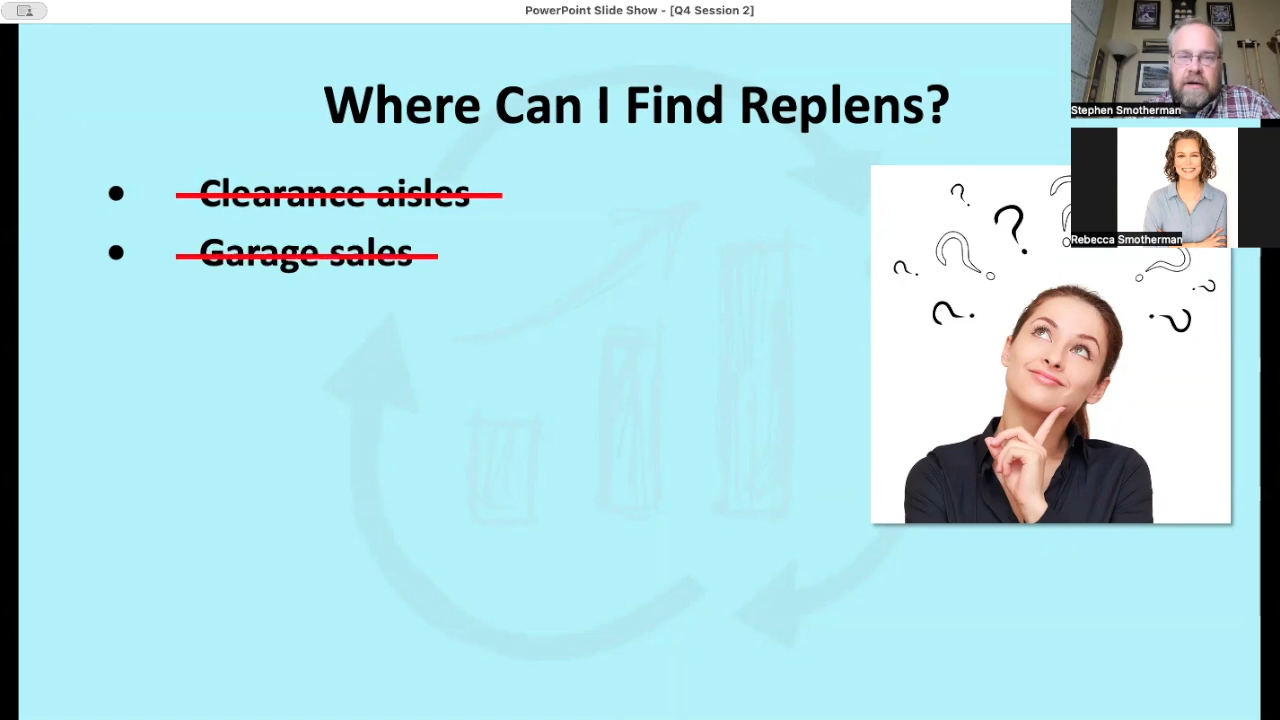 PowerPoint Slide Show - [Q4 Session 2]
Where Can I Find Replens?
• Clearance aisles
• Garage sales
Stephen Smotherman
Rebecca Smotherman